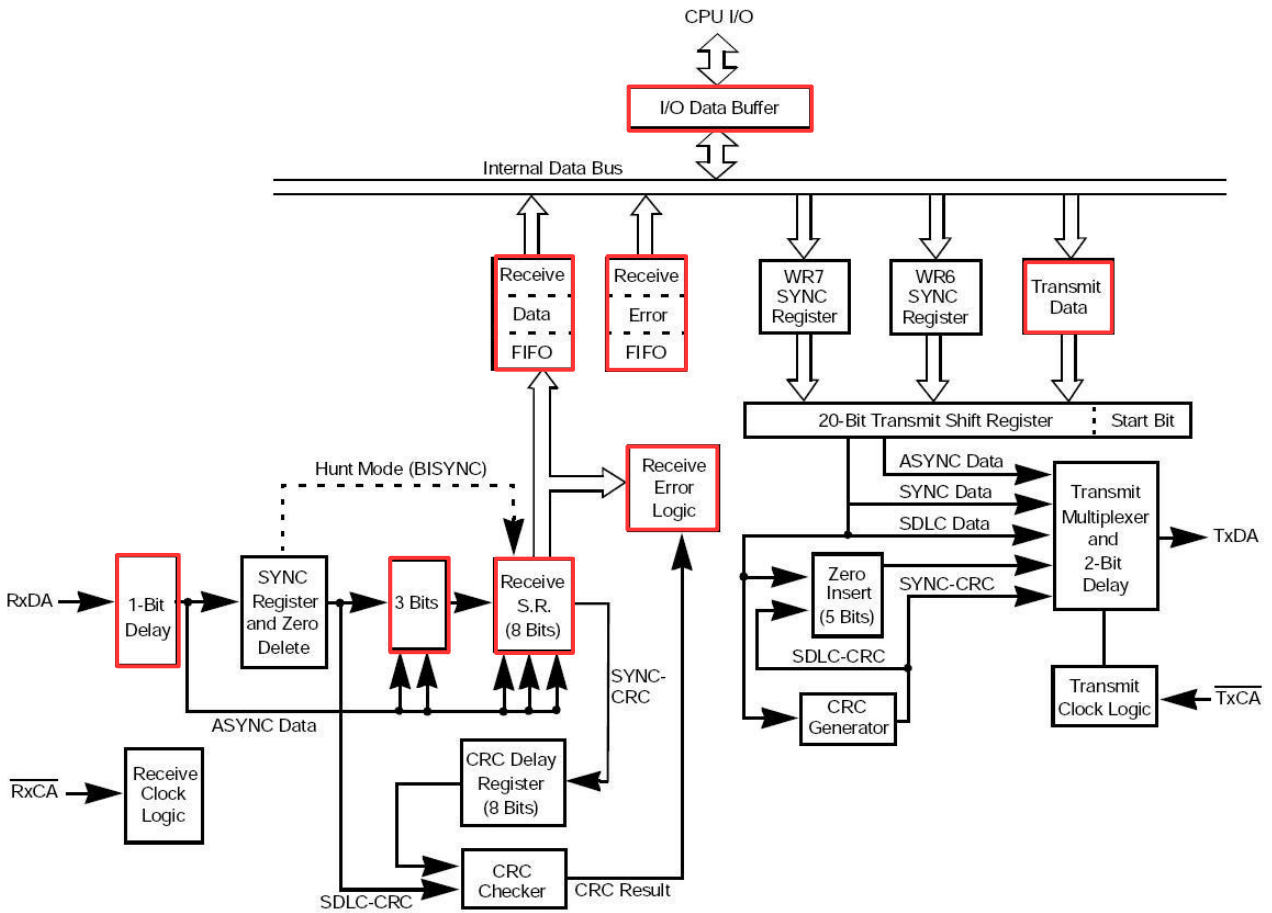 CPU I/O
I/O Data Buffer
Internal Data Bus
Receive
Data
FIFO
Receive
Error
FIFO
WR7
SYNC
Register
WR6
SYNC
Register
Transmit
Data
20-Bit Transmit Shift Register
Start Bit
Hunt Mode (BISYNC)
Receive
Error
Logic
ASYNC Data
SYNC Data
SDLC Data
Transmit
Multiplexer
and
2-Bit
Delay
TxDA
RxDA
1-Bit
Delay
SYNC
Register
and Zero
Delete
3 Bits
Receive
S.R.
(8 Bits)
Zero
Insert
(5 Bits)
SYNC-CRC
SDLC-CRC
SYNC-
CRC
ASYNC Data
CRC
Generator
Transmit
Clock Logic
TxCA
RxCA
Receive
Clock
Logic
CRC Delay
Register
(8 Bits)
CRC
Checker
SDLC-CRC
CRC Result